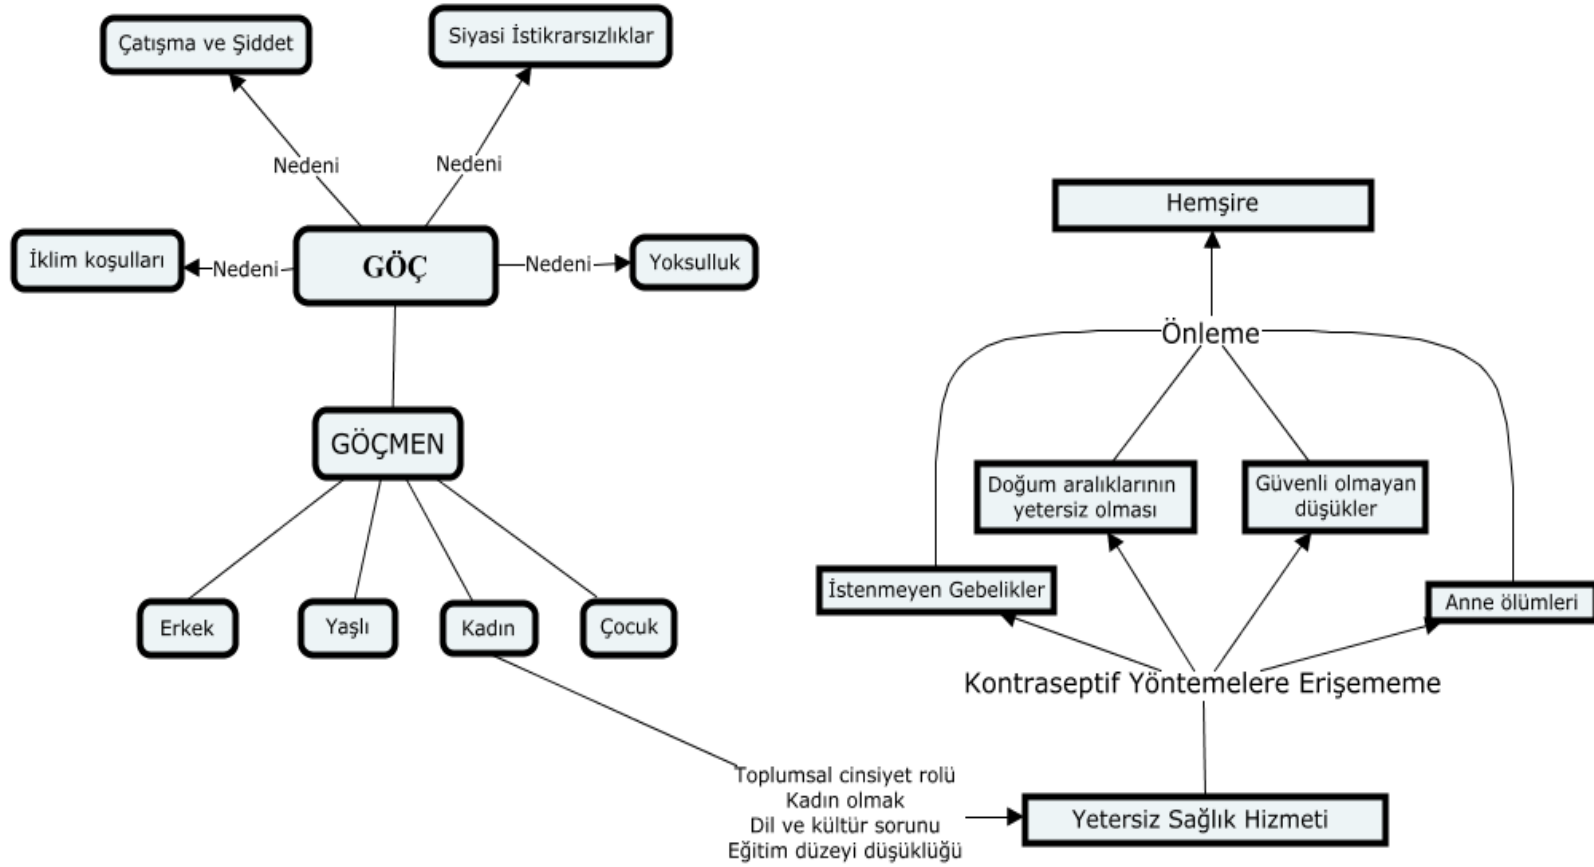 Çatışma ve Şiddet
Siyasi İstikrarsızlıklar
Nedeni
Nedeni
İklim koşulları
Nedeni
GÖÇ
Nedeni
Yoksulluk
GÖÇMEN
Erkek
Yaşlı
Kadın
Çocuk
Toplumsal cinsiyet rolü
Kadın olmak
Dil ve kültür sorunu
Eğitim düzeyi düşüklüğü
Hemşire
Önleme
Doğum aralıklarının
yetersiz olması
Güvenli olmayan
düşükler
İstenmeyen Gebelikler
Anne ölümleri
Kontraseptif Yöntemelere Erişememe
Yetersiz Sağlık Hizmeti